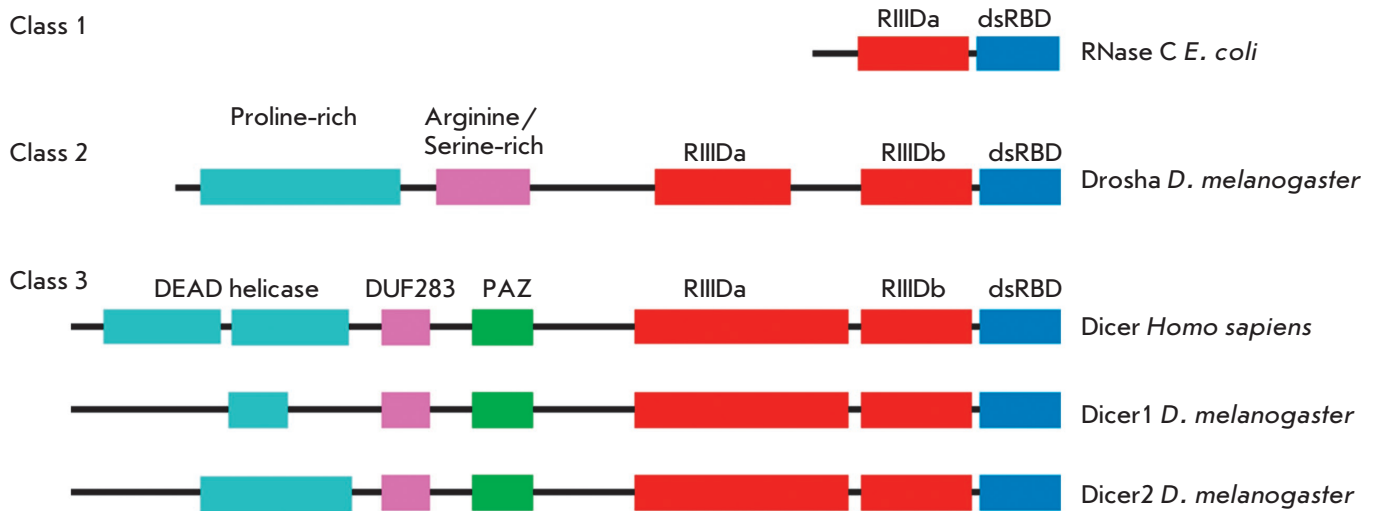 Class 1
RIIIDa dsRBD
RNase C E. coli
Class 2
Proline-rich
Arginine/
Serine-rich
RIIIDa RIIIDb dsRBD
Drosha D. melanogaster
Class 3
DEAD helicase DUF283 PAZ RIIIDa RIIIDb dsRBD
Dicer Homo sapiens
Dicer1 D. melanogaster
Dicer2 D. melanogaster